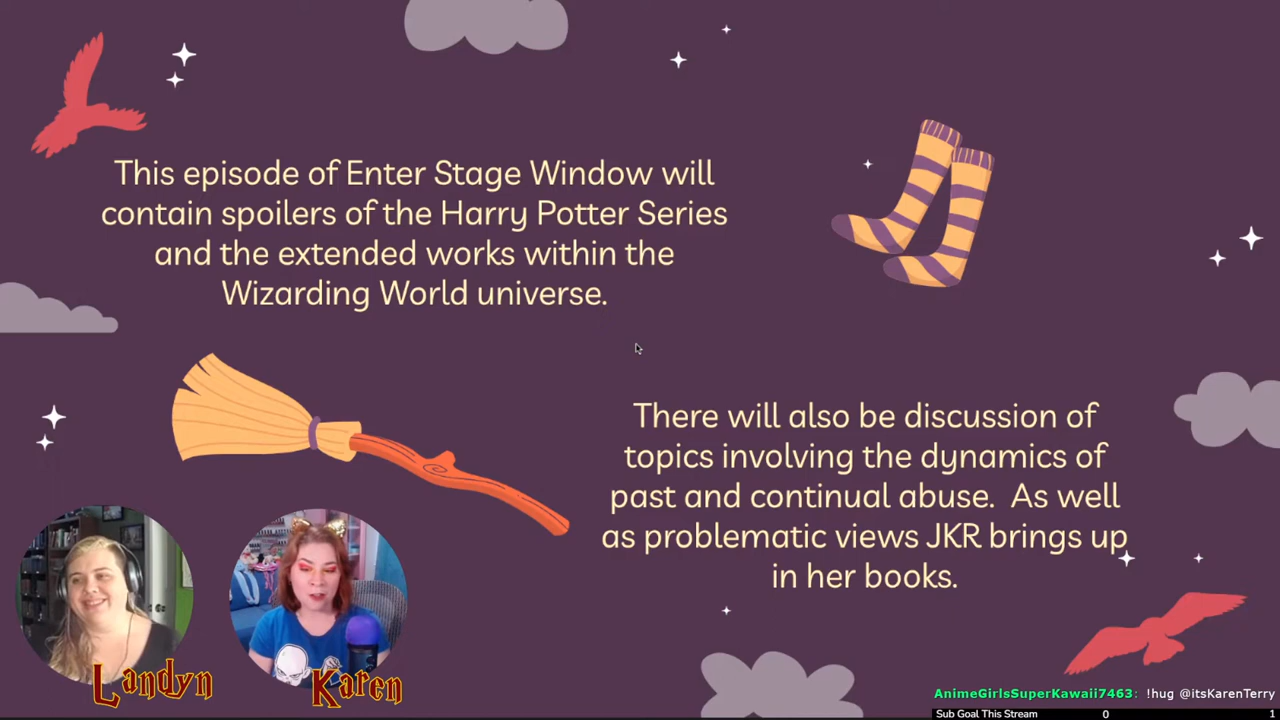 This episode of Enter Stage Window will
contain spoilers of the Harry Potter Series
and the extended works within the
Wizarding World universe.
There will also be discussion of
topics involving the dynamics of
past and continual abuse.  As well
as problematic views JKR brings up
in her books.
Landyn
Karen
AnimeGirlsSuperKawaii7463: !hug @itsKarenTerry
Sub Goal This Stream 0 1